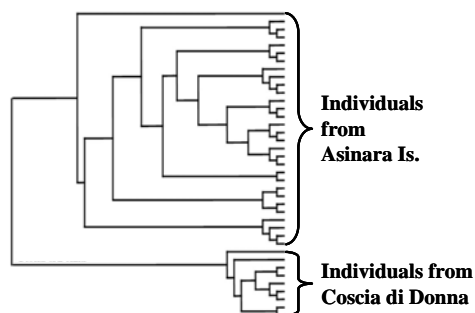 Individuals
from
Asinara Is.
Individuals from
Coscia di Donna